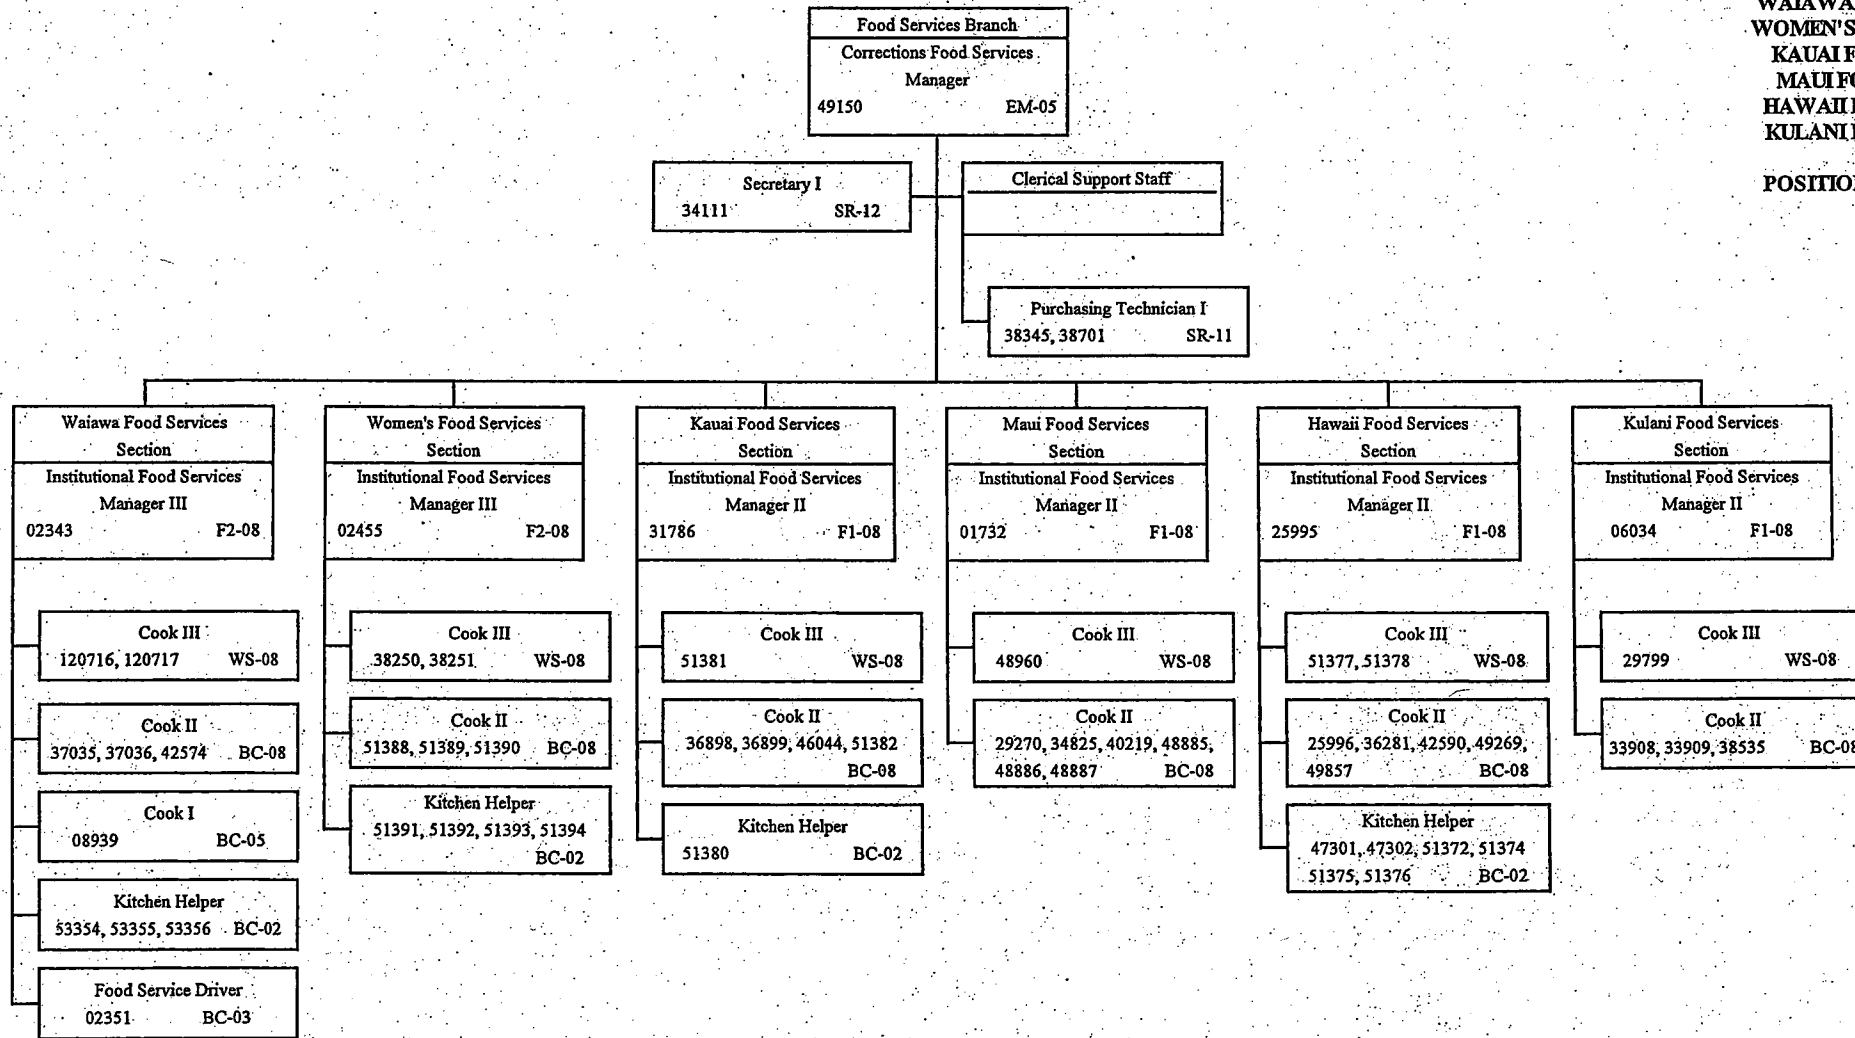 Food Services Branch
Corrections Food Services
Manager
49150 EM-05
WOMEN'S
KAUAI
MAUI
HAWAII
KULANI
Secretary I
34111 SR-12
Clerical Support Staff
Purchasing Technician I
38345, 38701 SR-11
Waiawa Food Services
Section
Institutional Food Services
Manager III
02343 F2-08
Cook III
120716, 120717 WS-08
Cook II
37035, 37036, 42574 BC-08
Cook I
08939 BC-05
Kitchen Helper
53354, 53355, 53356 BC-02
Food Service Driver
02351 BC-03
Women's Food Services
Section
Institutional Food Services
Manager III
02455 F2-08
Cook III
38250, 38251 WS-08
Cook II
51388, 51389, 51390 BC-08
Kitchen Helper
51391, 51392, 51393, 51394
BC-02
Kauai Food Services
Section
Institutional Food Services
Manager II
31786 F1-08
Cook III
51381 WS-08
Cook II
36898, 36899, 46044, 51382
BC-08
Kitchen Helper
51380 BC-02
Maui Food Services
Section
Institutional Food Services
Manager II
01732 F1-08
Cook III
48960 WS-08
Cook II
29270, 34825, 40219, 48885,
48886, 48887 BC-08
Hawaii Food Services
Section
Institutional Food Services
Manager II
25995 F1-08
Cook III
51377, 51378 WS-08
Cook II
25996, 36281, 42590, 49269,
49857 BC-08
Kitchen Helper
47301, 47302, 51372, 51374
51375, 51376 BC-02
Kulani Food Services
Section
Institutional Food Services
Manager II
06034 F1-08
Cook III
29799 WS-08
Cook II
33908, 33909, 38535 BC-08